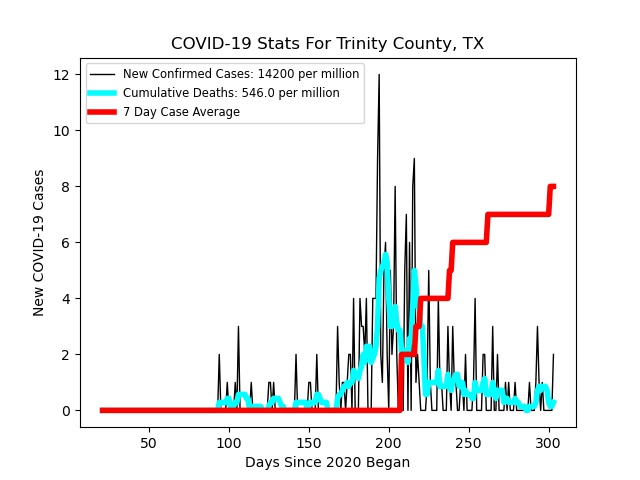 COVID-19 Stats For Trinity County, TX
New Confirmed Cases: 14200 per million
Cumulative Deaths: 546.0 per million
7 Day Case Average
New COVID-19 Cases
12
10
8
6
4
2
0
50 100 150 200 250 300
Days Since 2020 Began